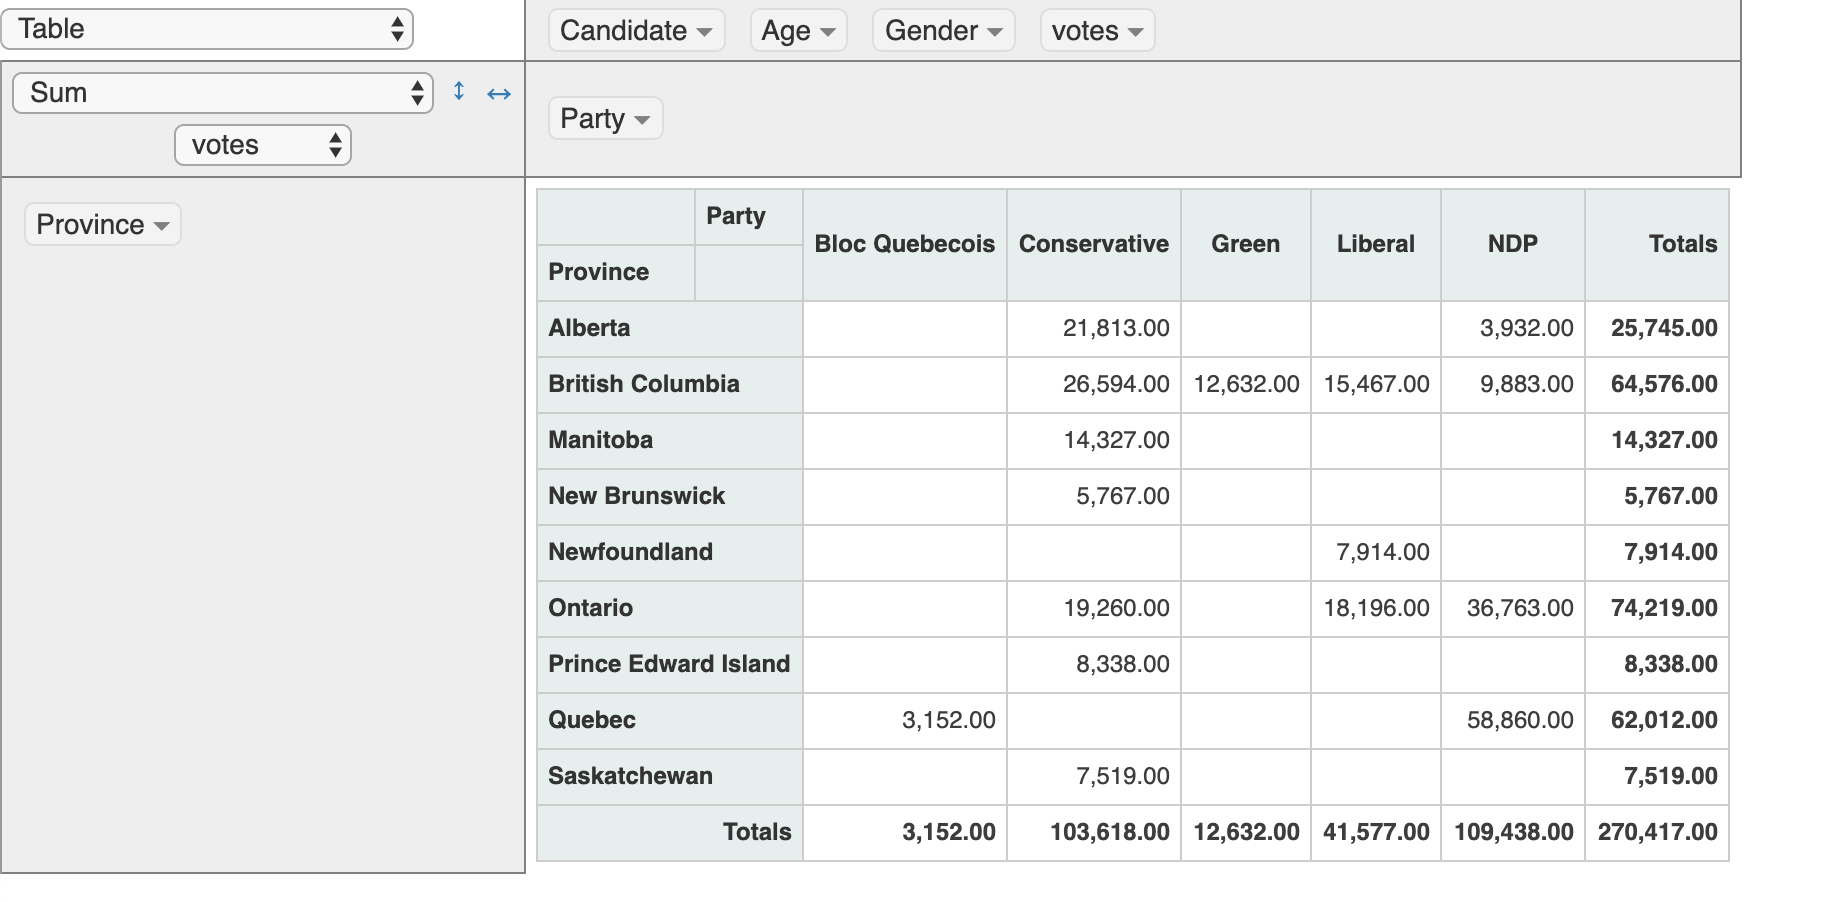 Table
Candidate Age Gender votes
Sum
votes
Party
Province
Party
Province
Bloc Quebecois Conservative Green Liberal NDP Totals
Alberta 21,813.00 3,932.00 25,745.00
British Columbia 26,594.00 12,632.00 15,467.00 9,883.00 64,576.00
Manitoba 14,327.00 14,327.00
New Brunswick 5,767.00 5,767.00
Newfoundland 7,914.00 7,914.00
Ontario 19,260.00 18,196.00 36,763.00 74,219.00
Prince Edward Island 8,338.00 8,338.00
Quebec 3,152.00 58,860.00 62,012.00
Saskatchewan 7,519.00 7,519.00
Totals 3,152.00 103,618.00 12,632.00 41,577.00 109,438.00 270,417.00